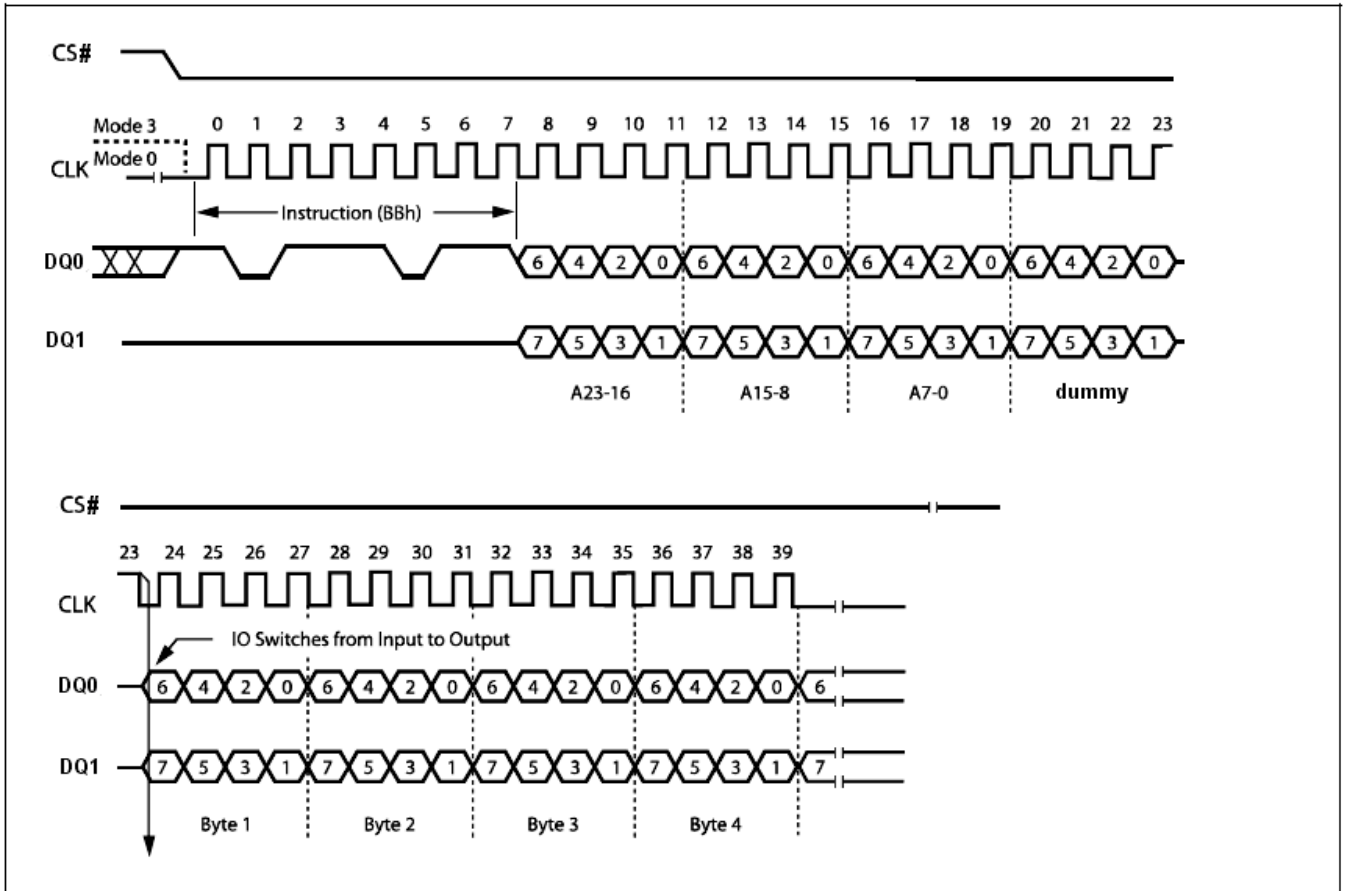 CS#
Mode 3
0 1 2 3 4 5 6 7 8 9 10 11 12 13 14 15 16 17 18 19 20 21 22 23
Mode 0
CLK
Instruction (BBh)
DQ0
6 4 2 0 6 4 2 0 6 4 2 0 6 4 2 0
DQ1
7 5 3 1 7 5 3 1 7 5 3 1 7 5 3 1
A23-16 A15-8 A7-0 dummy
CS#
23 24 25 26 27 28 29 30 31 32 33 34 35 36 37 38 39
CLK
IO Switches from Input to Output
DQ0
6 4 2 0 6 4 2 0 6 4 2 0 6 4 2 0 6
DQ1
7 5 3 1 7 5 3 1 7 5 3 1 7 5 3 1 7
Byte 1 Byte 2 Byte 3 Byte 4